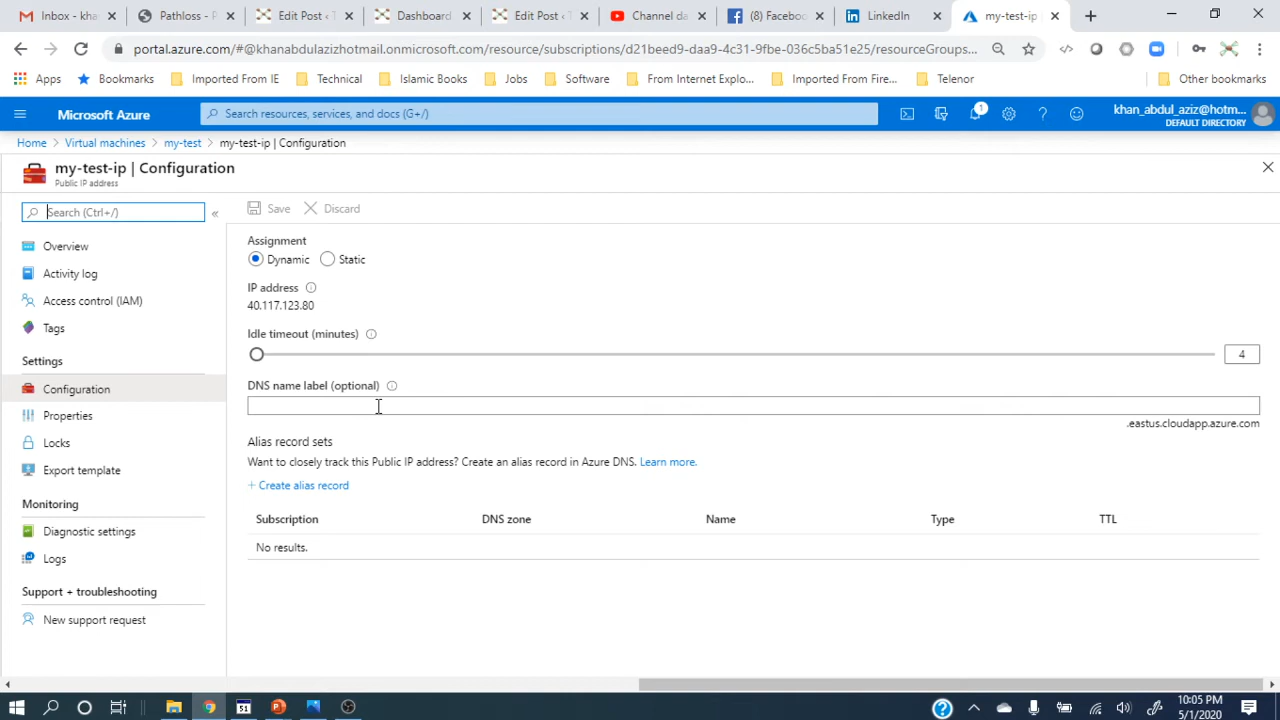 Inbox - kha
Pathloss - P
Edit Post ‹ T
Dashboard
Edit Post ‹ T
Channel da
(8) Faceboo
LinkedIn
my-test-ip
portal.azure.com/#@khanabdulazizhotmail.onmicrosoft.com/resource/subscriptions/d21beed9-daa9-4c31-9fbe-036c5ba51e25/resourceGroups...
Apps
Bookmarks
Imported From IE
Technical
Islamic Books
Jobs
Software
From Internet Explo...
Imported From Fire...
Telenor
Other bookmarks
Microsoft Azure
Search resources, services, and docs (G+/)
1
khan_abdul_aziz@hotm...
DEFAULT DIRECTORY
Home > Virtual machines > my-test > my-test-ip | Configuration
my-test-ip | Configuration
Public IP address
Search (Ctrl+/)
«
Save
Discard
Overview
Activity log
Access control (IAM)
Tags
Settings
Configuration
Properties
Locks
Export template
Monitoring
Diagnostic settings
Logs
Support + troubleshooting
New support request
Assignment
Dynamic
Static
IP address
40.117.123.80
Idle timeout (minutes)
4
DNS name label (optional)
.eastus.cloudapp.azure.com
Alias record sets
Want to closely track this Public IP address? Create an alias record in Azure DNS. Learn more.
+ Create alias record
Subscription
DNS zone
Name
Type
TTL
No results.
31
10:05 PM
5/1/2020